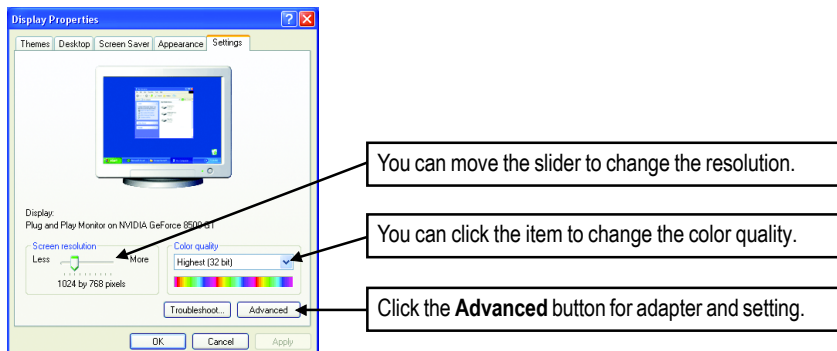 Display Properties
Themes Desktop Screen Saver Appearance Settings
Display:
Plug and Play Monitor on NVIDIA GeForce 8500 GT
Screen resolution
Less More
1024 by 768 pixels
Color quality
Highest (32 bit)
Troubleshoot... Advanced
OK Cancel Apply
You can move the slider to change the resolution.
You can click the item to change the color quality.
Click the Advanced button for adapter and setting.